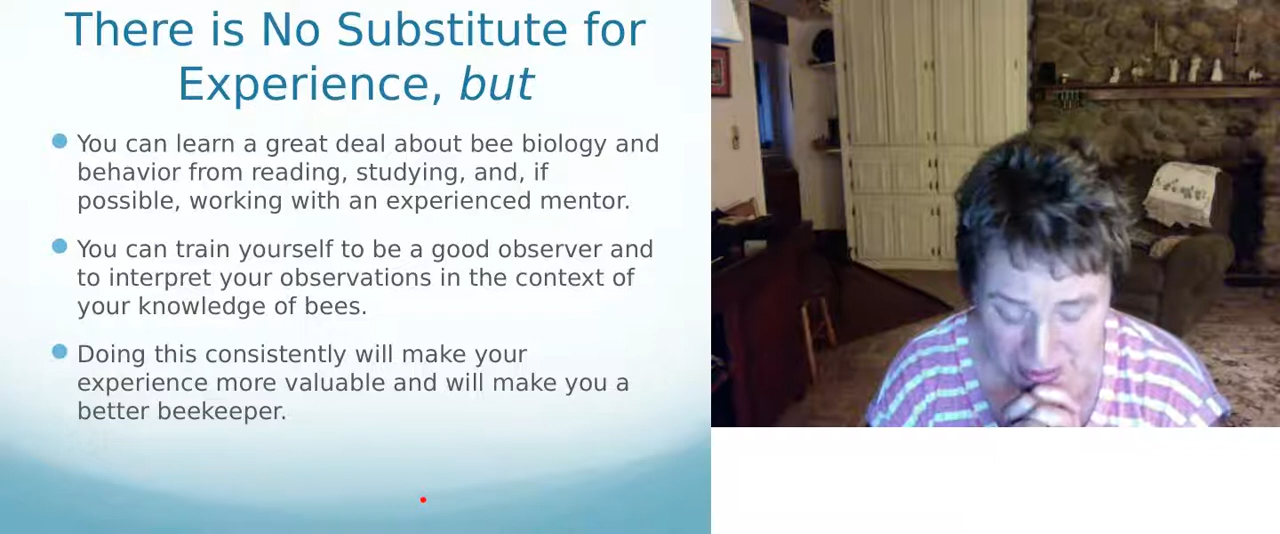 There is No Substitute for
Experience, but
You can learn a great deal about bee biology and
behavior from reading, studying, and, if
possible, working with an experienced mentor.
You can train yourself to be a good observer and
to interpret your observations in the context of
your knowledge of bees.
Doing this consistently will make your
experience more valuable and will make you a
better beekeeper.